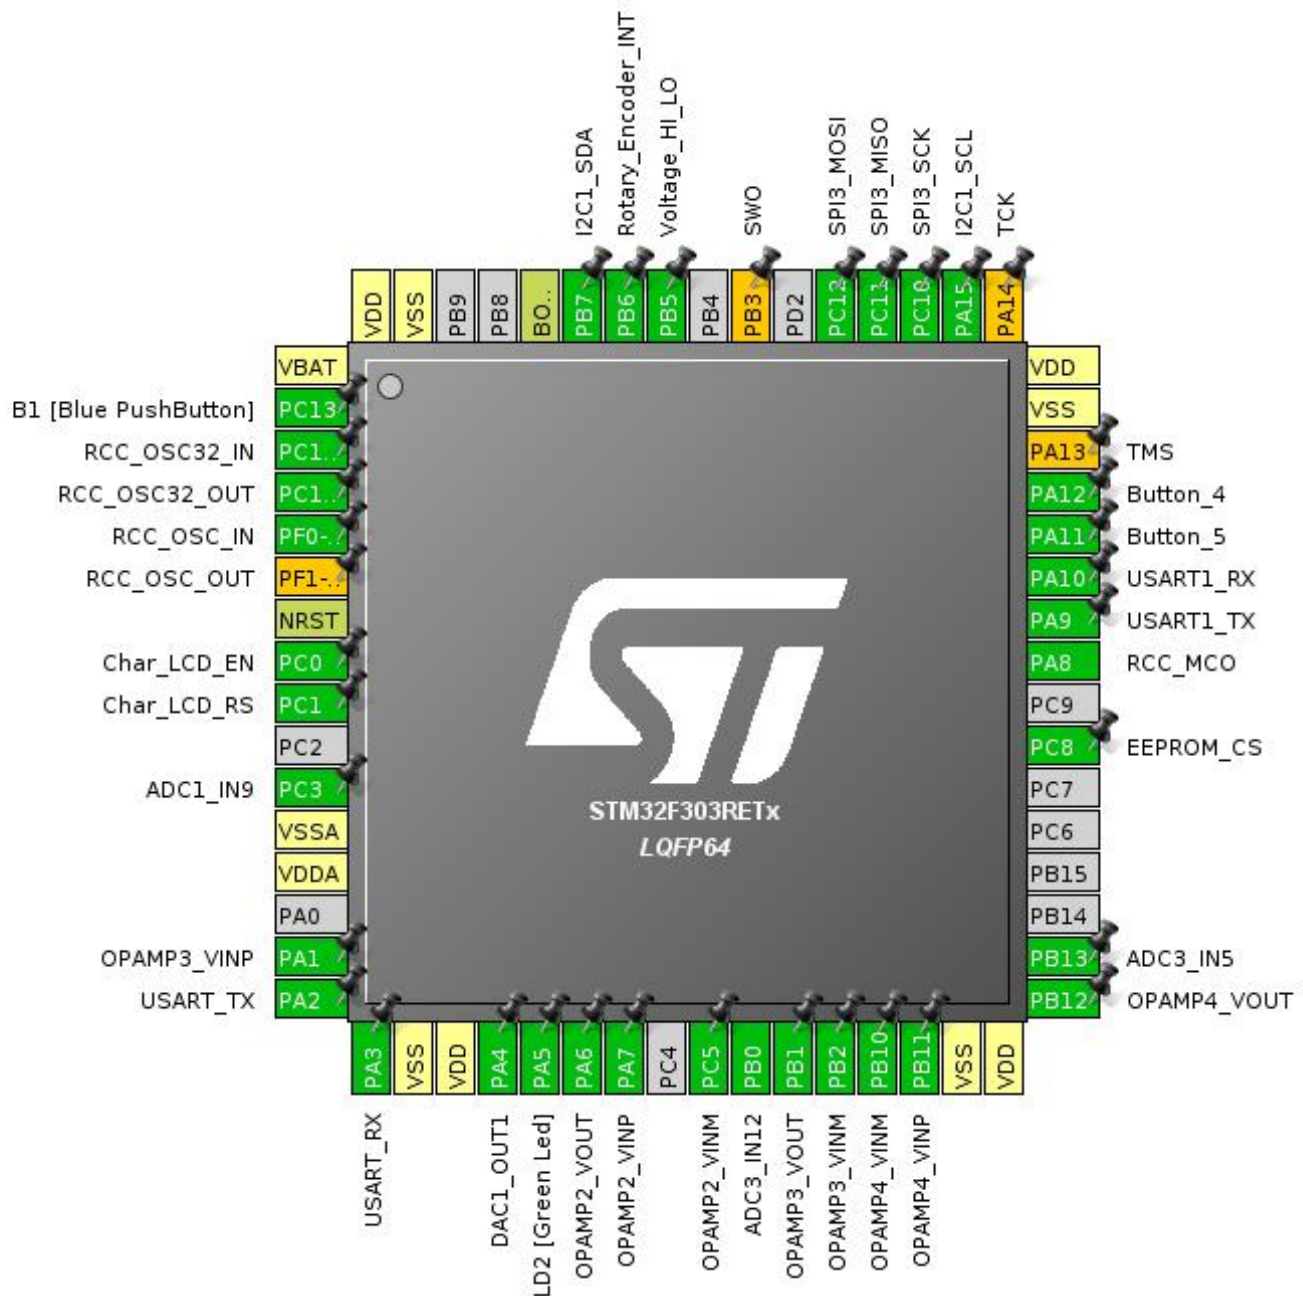 I2C1_SDA
Rotary_Encoder_INT
Voltage_HI_LO
SWO
SPI3_MOSI
SPI3_MISO
SPI3_SCK
I2C1_SCL
TCK
VDD
VSS
PB9
PB8
BO..
PB7
PB6
PB5
PB4
PB3
PD2
PC12
PC11
PC10
PA15
PA14
VBAT
B1 [Blue PushButton] PC13
RCC_OSC32_IN PC1..
RCC_OSC32_OUT PC1..
RCC_OSC_IN PF0-..
RCC_OSC_OUT PF1-..
NRST
Char_LCD_EN PC0
Char_LCD_RS PC1
PC2
ADC1_IN9 PC3
VSSA
VDDA
PA0
OPAMP3_VINP PA1
USART_TX PA2
VDD
VSS
PA13 TMS
PA12 Button_4
PA11 Button_5
PA10 USART1_RX
PA9 USART1_TX
PA8 RCC_MCO
PC9
PC8 EEPROM_CS
PC7
PC6
PB15
PB14
PB13 ADC3_IN5
PB12 OPAMP4_VOUT
ST
STM32F303RETx
LQFP64
PA3
VSS
VDD
PA4
PA5
PA6
PA7
PC4
PC5
PB0
PB1
PB2
PB10
PB11
VSS
VDD
USART_RX
DAC1_OUT1
LD2 [Green Led]
OPAMP2_VOUT
OPAMP2_VINP
OPAMP2_VINM
ADC3_IN12
OPAMP3_VOUT
OPAMP3_VINM
OPAMP4_VINM
OPAMP4_VINP